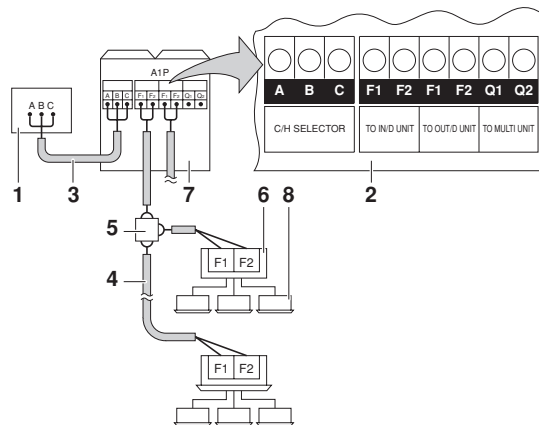 A1P
A B C F1 F2 F1 F2 Q1 Q2
A B C
A B C F1 F2 F1 F2 Q1 Q2
C/H SELECTOR TO IN/D UNIT TO OUT/D UNIT TO MULTI UNIT
1
3
7
2
5
6
8
F1 F2
4
F1 F2